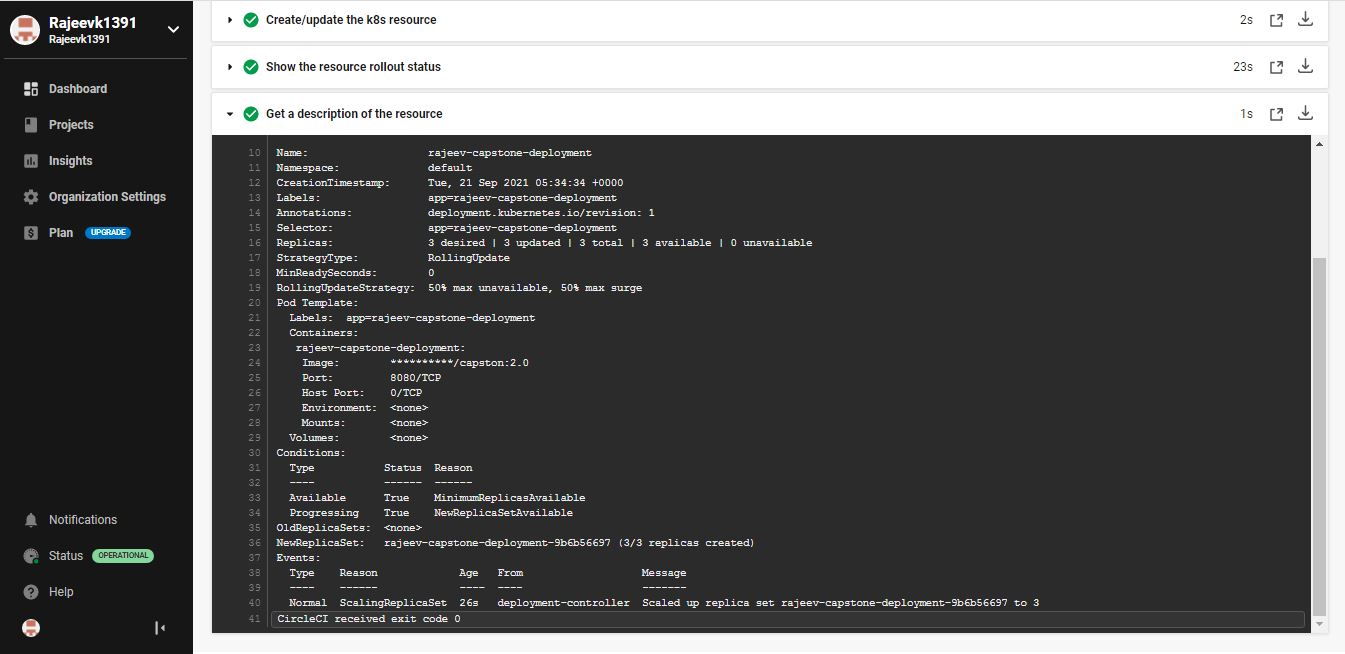 Rajeevk1391
Rajeevk1391
Dashboard
Projects
Insights
Organization Settings
Plan UPGRADE
Notifications
Status OPERATIONAL
Help
Create/update the k8s resource 2s
Show the resource rollout status 23s
Get a description of the resource 1s
10 Name: rajeev-capstone-deployment
11 Namespace: default
12 CreationTimestamp: Tue, 21 Sep 2021 05:34:34 +0000
13 Labels: app=rajeev-capstone-deployment
14 Annotations: deployment.kubernetes.io/revision: 1
15 Selector: app=rajeev-capstone-deployment
16 Replicas: 3 desired | 3 updated | 3 total | 3 available | 0 unavailable
17 StrategyType: RollingUpdate
18 MinReadySeconds: 0
19 RollingUpdateStrategy: 50% max unavailable, 50% max surge
20 Pod Template:
21 Labels: app=rajeev-capstone-deployment
22 Containers:
23 rajeev-capstone-deployment:
24 Image: **********/capston:2.0
25 Port: 8080/TCP
26 Host Port: 0/TCP
27 Environment: <none>
28 Mounts: <none>
29 Volumes: <none>
30 Conditions:
31 Type Status Reason
32 ---- ------ ------
33 Available True MinimumReplicasAvailable
34 Progressing True NewReplicaSetAvailable
35 OldReplicaSets: <none>
36 NewReplicaSet: rajeev-capstone-deployment-9b6b56697 (3/3 replicas created)
37 Events:
38 Type Reason Age From Message
39 ---- ------ ---- ---- -------
40 Normal ScalingReplicaSet 26s deployment-controller Scaled up replica set rajeev-capstone-deployment-9b6b56697 to 3
41 CircleCI received exit code 0